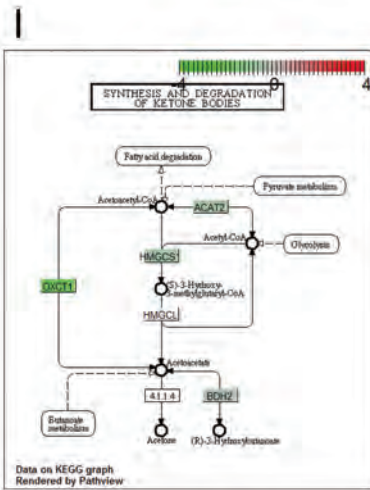 I
-4 0 4
SYNTHESIS AND DEGRADATION
OF KETONE BODIES
Fatty acid degradation
Pyruvate metabolism
Acetoacetyl-CoA
ACAT2
Acetyl-CoA
Glycolysis
HMGCS1
OXCT1
(S)-3-Hydroxy-
3-methylglutaryl-CoA
HMGCL
Acetoacetate
4.1.1.4
BDH2
Butanoate
metabolism
Acetone
(R)-3-Hydroxybutanoate
Data on KEGG graph
Rendered by Pathview